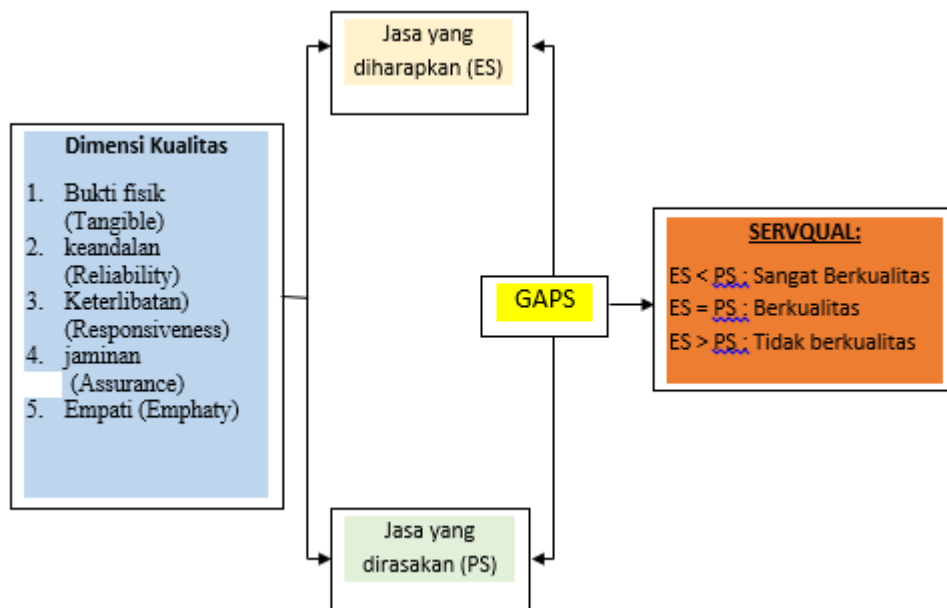 Jasa yang
diharapkan (ES)
Dimensi Kualitas
1. Bukti fisik
(Tangible)
2. keandalan
(Reliability)
3. Keterlibatan)
(Responsiveness)
4. jaminan
(Assurance)
5. Empati (Emphaty)
GAPS
SERVQUAL:
ES < PS : Sangat Berkualitas
ES = PS : Berkualitas
ES > PS : Tidak berkualitas
Jasa yang
dirasakan (PS)